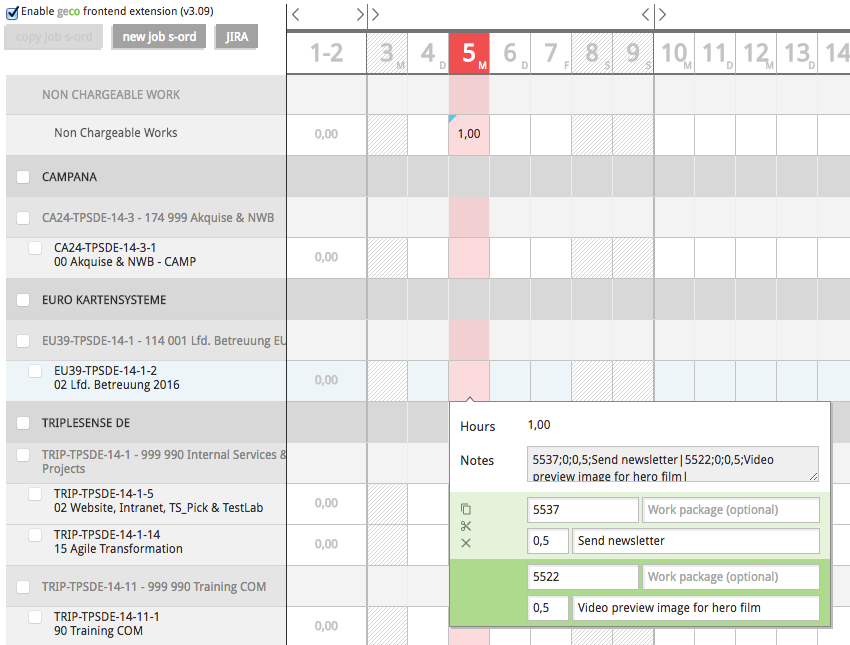 Enable geco frontend extension (v3.09)
copy job s-ord new job s-ord JIRA
1-2 3 M 4 D 5 M 6 D 7 F 8 S 9 S 10 M 11 D 12 M 13 D 14
NON CHARGEABLE WORK
Non Chargeable Works 0,00 1,00
CAMPANA
CA24-TPSDE-14-3 - 174 999 Akquise & NWB
CA24-TPSDE-14-3-1
00 Akquise & NWB - CAMP 0,00
EURO KARTENSYSTEME
EU39-TPSDE-14-1 - 114 001 Lfd. Betreuung EU
EU39-TPSDE-14-1-2
02 Lfd. Betreuung 2016 0,00
TRIPLESENSE DE
TRIP-TPSDE-14-1 - 999 990 Internal Services &
Projects
TRIP-TPSDE-14-1-5
02 Website, Intranet, TS_Pick & TestLab 0,00
TRIP-TPSDE-14-1-14
15 Agile Transformation 0,00
TRIP-TPSDE-14-11 - 999 990 Training COM
TRIP-TPSDE-14-11-1
90 Training COM 0,00
Hours 1,00
Notes 5537;0;0,5;Send newsletter|5522;0;0,5;Video
preview image for hero film|
5537 Work package (optional)
0,5 Send newsletter
5522 Work package (optional)
0,5 Video preview image for hero film